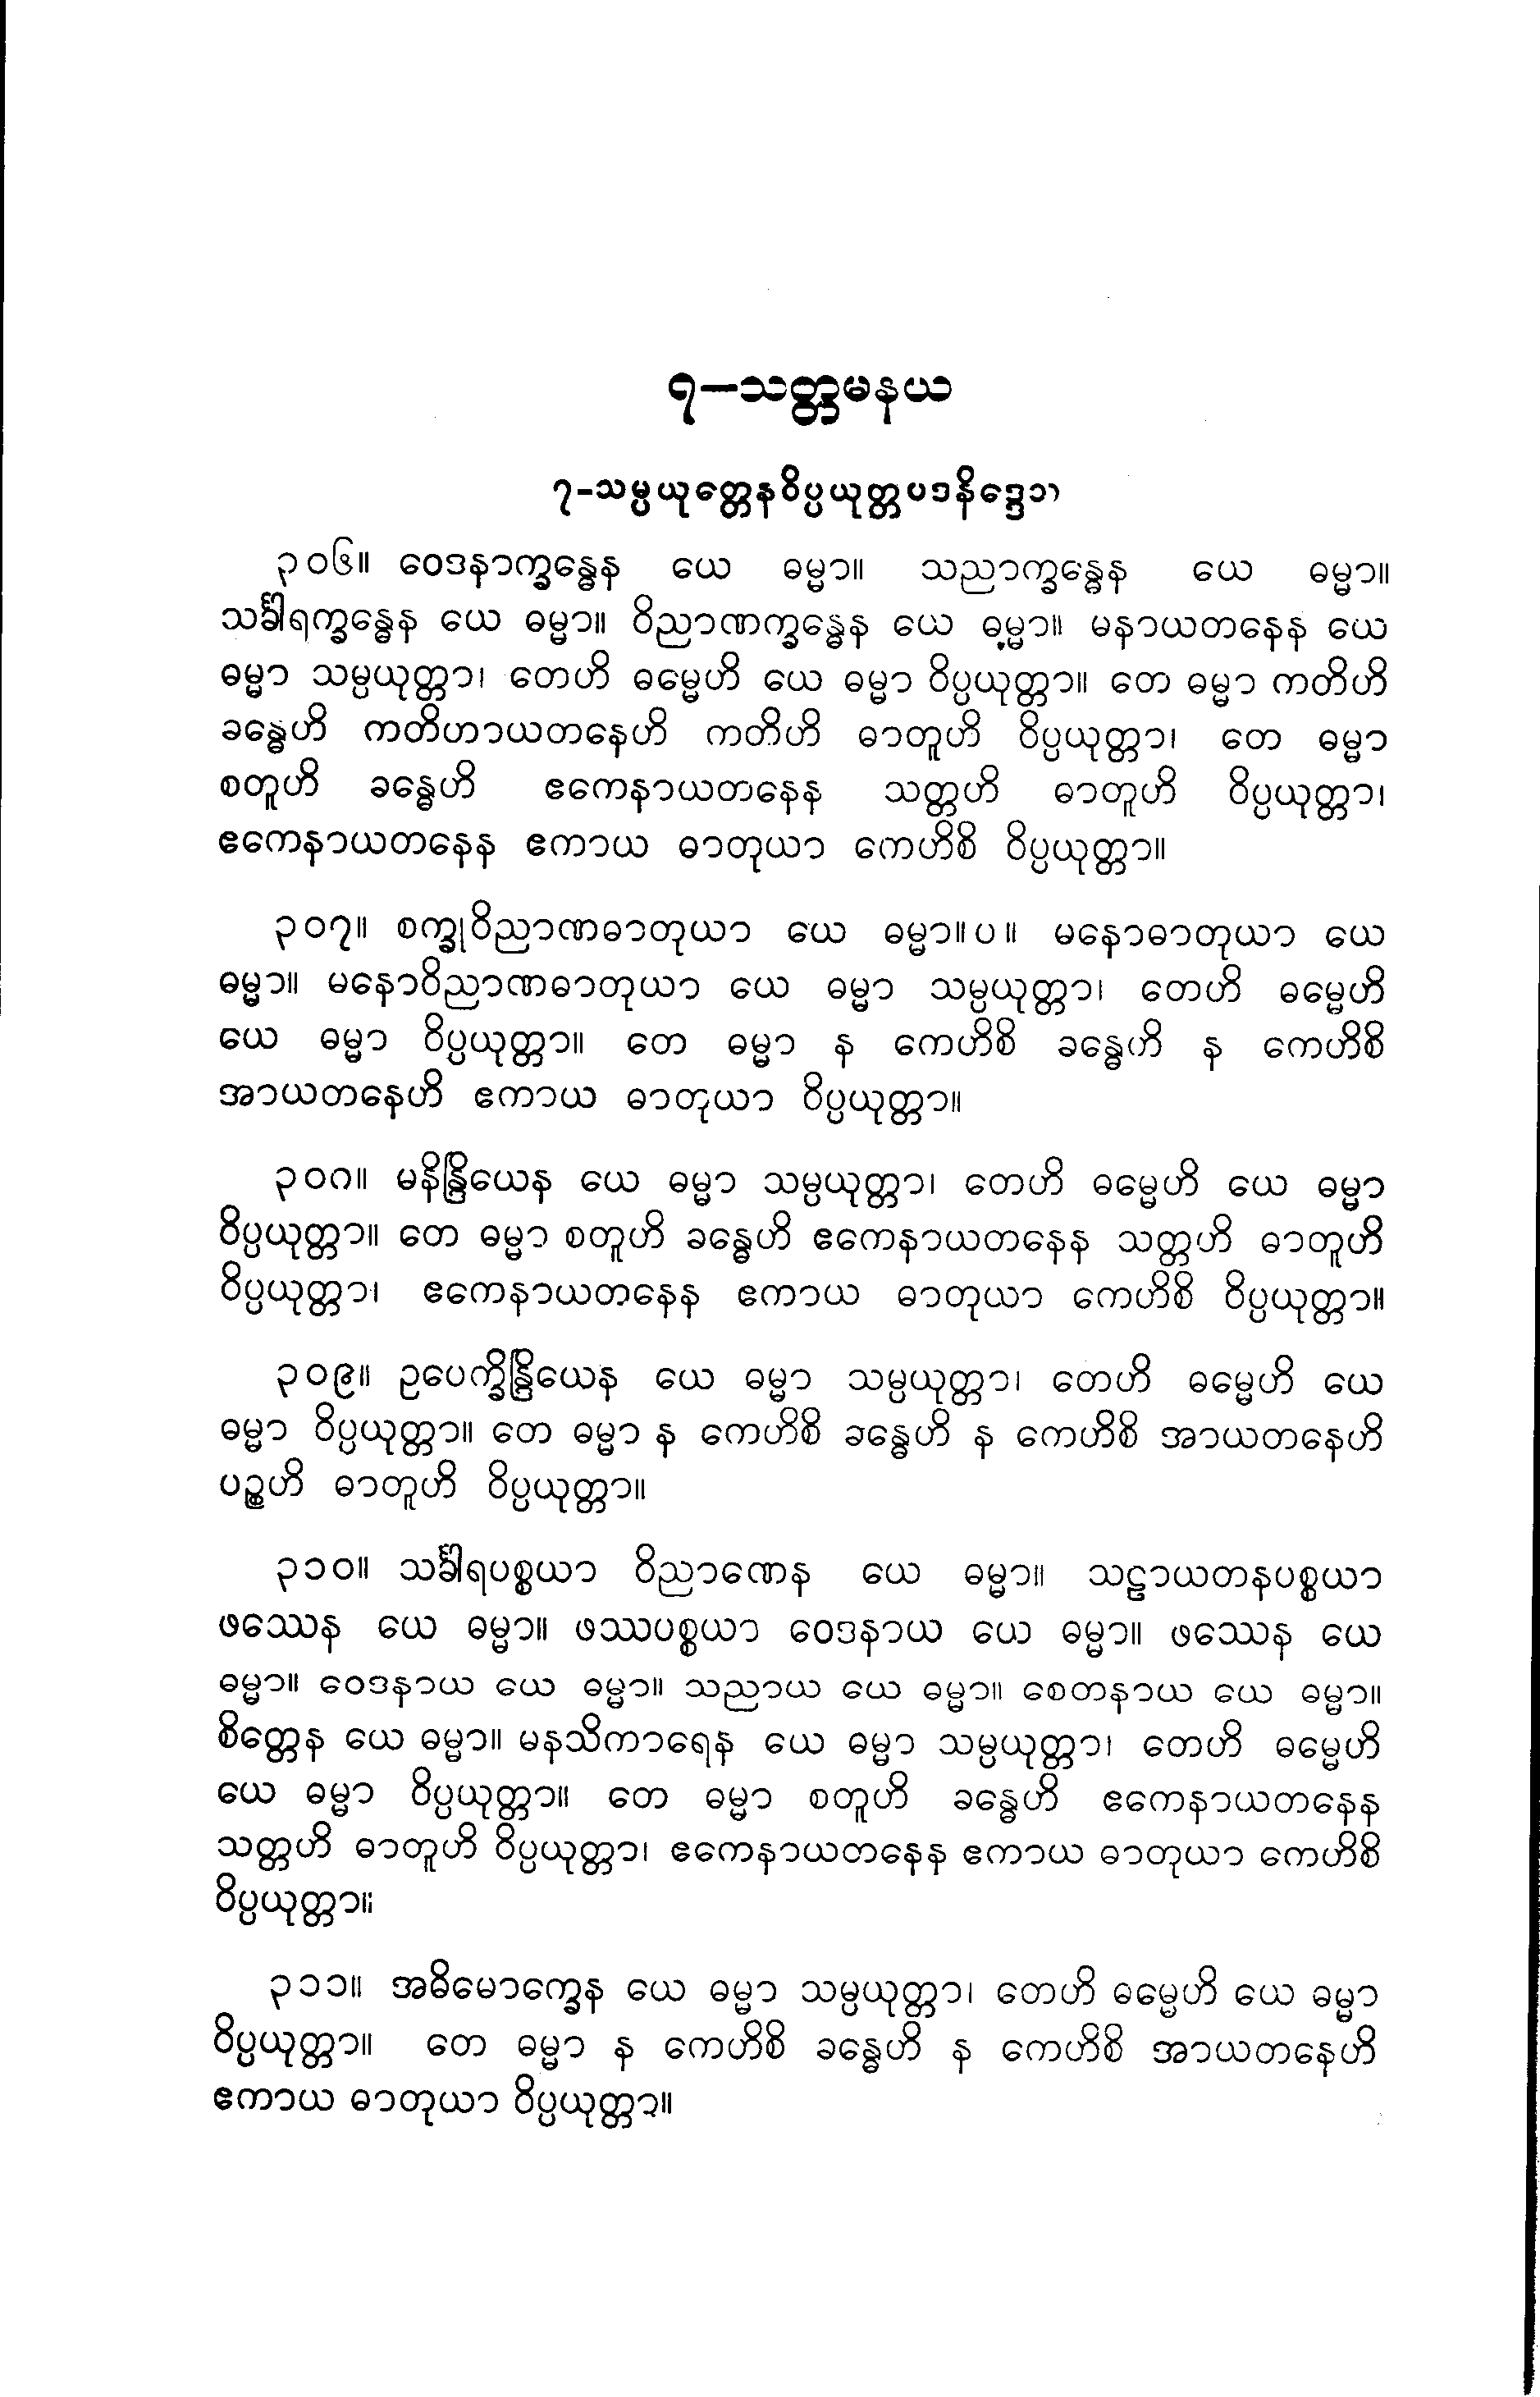 ၇—သတ္တမနယ
၇-သမ္ပယုတ္တေနဝိပ္ပယုတ္တပဒနိဒ္ဒေသ
၃၀၆။ ဝေဒနာက္ခန္ဓေန ယေ ဓမ္မာ။ သညာက္ခန္ဓေန ယေ ဓမ္မာ။
သင်္ခါရက္ခန္ဓေန ယေ ဓမ္မာ။ ဝိညာဏက္ခန္ဓေန ယေ ဓမ္မာ။ မနာယတနေန ယေ
ဓမ္မာ သမ္ပယုတ္တာ၊ တေဟိ ဓမ္မေဟိ ယေ ဓမ္မာ ဝိပ္ပယုတ္တာ။ တေ ဓမ္မာ ကတိဟိ
ခန္ဓေဟိ ကတိဟာယတနေဟိ ကတိဟိ ဓာတူဟိ ဝိပ္ပယုတ္တာ၊ တေ ဓမ္မာ
စတူဟိ ခန္ဓေဟိ ဧကေနာယတနေန သတ္တဟိ ဓာတူဟိ ဝိပ္ပယုတ္တာ၊
ဧကေနာယတနေန ဧကာယ ဓာတုယာ ကေဟိစိ ဝိပ္ပယုတ္တာ။
၃၀၇။ စက္ခုဝိညာဏဓာတုယာ ယေ ဓမ္မာ။ပ။ မနောဓာတုယာ ယေ
ဓမ္မာ။ မနောဝိညာဏဓာတုယာ ယေ ဓမ္မာ သမ္ပယုတ္တာ၊ တေဟိ ဓမ္မေဟိ
ယေ ဓမ္မာ ဝိပ္ပယုတ္တာ။ တေ ဓမ္မာ န ကေဟိစိ ခန္ဓေဟိ န ကေဟိစိ
အာယတနေဟိ ဧကာယ ဓာတုယာ ဝိပ္ပယုတ္တာ။
၃၀၈။ မနိန္ဒြိယေန ယေ ဓမ္မာ သမ္ပယုတ္တာ၊ တေဟိ ဓမ္မေဟိ ယေ ဓမ္မာ
ဝိပ္ပယုတ္တာ။ တေ ဓမ္မာ စတူဟိ ခန္ဓေဟိ ဧကေနာယတနေန သတ္တဟိ ဓာတူဟိ
ဝိပ္ပယုတ္တာ၊ ဧကေနာယတနေန ဧကာယ ဓာတုယာ ကေဟိစိ ဝိပ္ပယုတ္တာ။
၃၀၉။ ဥပေက္ခိန္ဒြိယေန ယေ ဓမ္မာ သမ္ပယုတ္တာ၊ တေဟိ ဓမ္မေဟိ ယေ
ဓမ္မာ ဝိပ္ပယုတ္တာ။ တေ ဓမ္မာ န ကေဟိစိ ခန္ဓေဟိ န ကေဟိစိ အာယတနေဟိ
ပဉ္စဟိ ဓာတူဟိ ဝိပ္ပယုတ္တာ။
၃၁၀။ သင်္ခါရပစ္စယာ ဝိညာဏေန ယေ ဓမ္မာ။ သဠာယတနပစ္စယာ
ဖဿေန ယေ ဓမ္မာ။ ဖဿပစ္စယာ ဝေဒနာယ ယေ ဓမ္မာ။ ဖဿေန ယေ
ဓမ္မာ။ ဝေဒနာယ ယေ ဓမ္မာ။ သညာယ ယေ ဓမ္မာ။ စေတနာယ ယေ ဓမ္မာ။
စိတ္တေန ယေ ဓမ္မာ။ မနသိကာရေန ယေ ဓမ္မာ သမ္ပယုတ္တာ၊ တေဟိ ဓမ္မေဟိ
ယေ ဓမ္မာ ဝိပ္ပယုတ္တာ။ တေ ဓမ္မာ စတူဟိ ခန္ဓေဟိ ဧကေနာယတနေန
သတ္တဟိ ဓာတူဟိ ဝိပ္ပယုတ္တာ၊ ဧကေနာယတနေန ဧကာယ ဓာတုယာ ကေဟိစိ
ဝိပ္ပယုတ္တာ။
၃၁၁။ အဓိမောက္ခေန ယေ ဓမ္မာ သမ္ပယုတ္တာ၊ တေဟိ ဓမ္မေဟိ ယေ ဓမ္မာ
ဝိပ္ပယုတ္တာ။ တေ ဓမ္မာ န ကေဟိစိ ခန္ဓေဟိ န ကေဟိစိ အာယတနေဟိ
ဧကာယ ဓာတုယာ ဝိပ္ပယုတ္တာ။